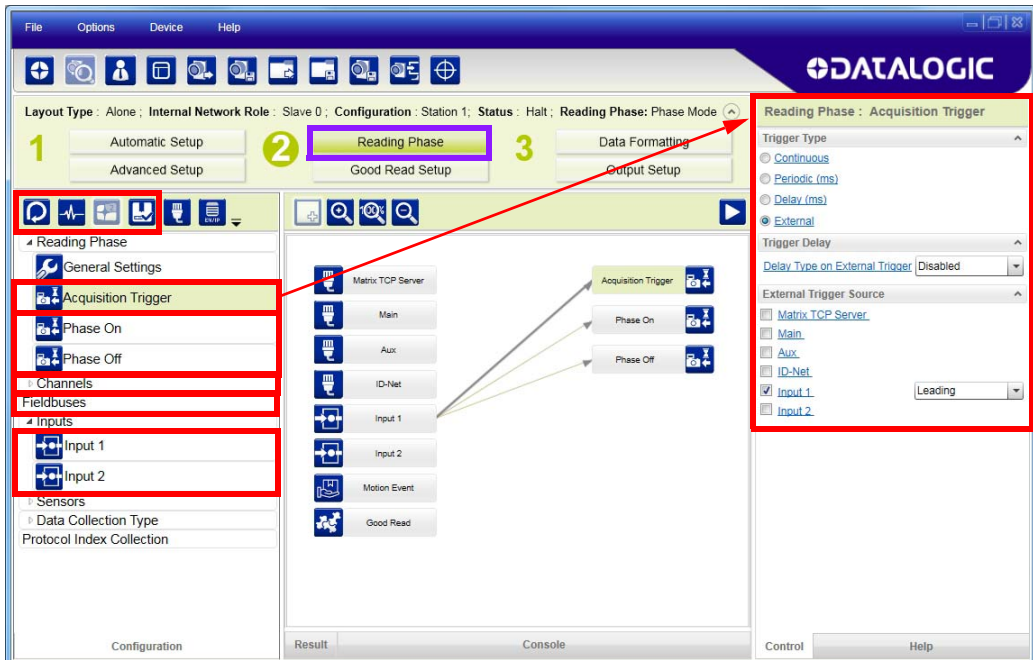 File Options Device Help
DATALOGIC
Layout Type : Alone ; Internal Network Role : Slave 0 ; Configuration : Station 1; Status : Halt ; Reading Phase: Phase Mode
1 Automatic Setup 2 Reading Phase 3 Data Formatting
Advanced Setup Good Read Setup Output Setup
Reading Phase
General Settings
Acquisition Trigger
Phase On
Phase Off
Channels
Fieldbuses
Inputs
Input 1
Input 2
Sensors
Data Collection Type
Protocol Index Collection
Configuration
100%
Matrix TCP Server
Main
Aux
ID-Net
Input 1
Input 2
Motion Event
Good Read
Acquisition Trigger
Phase On
Phase Off
Result Console
Reading Phase : Acquisition Trigger
Trigger Type
Continuous
Periodic (ms)
Delay (ms)
External
Trigger Delay
Delay Type on External Trigger Disabled
External Trigger Source
Matrix TCP Server
Main
Aux
ID-Net
Input 1 Leading
Input 2
Control Help